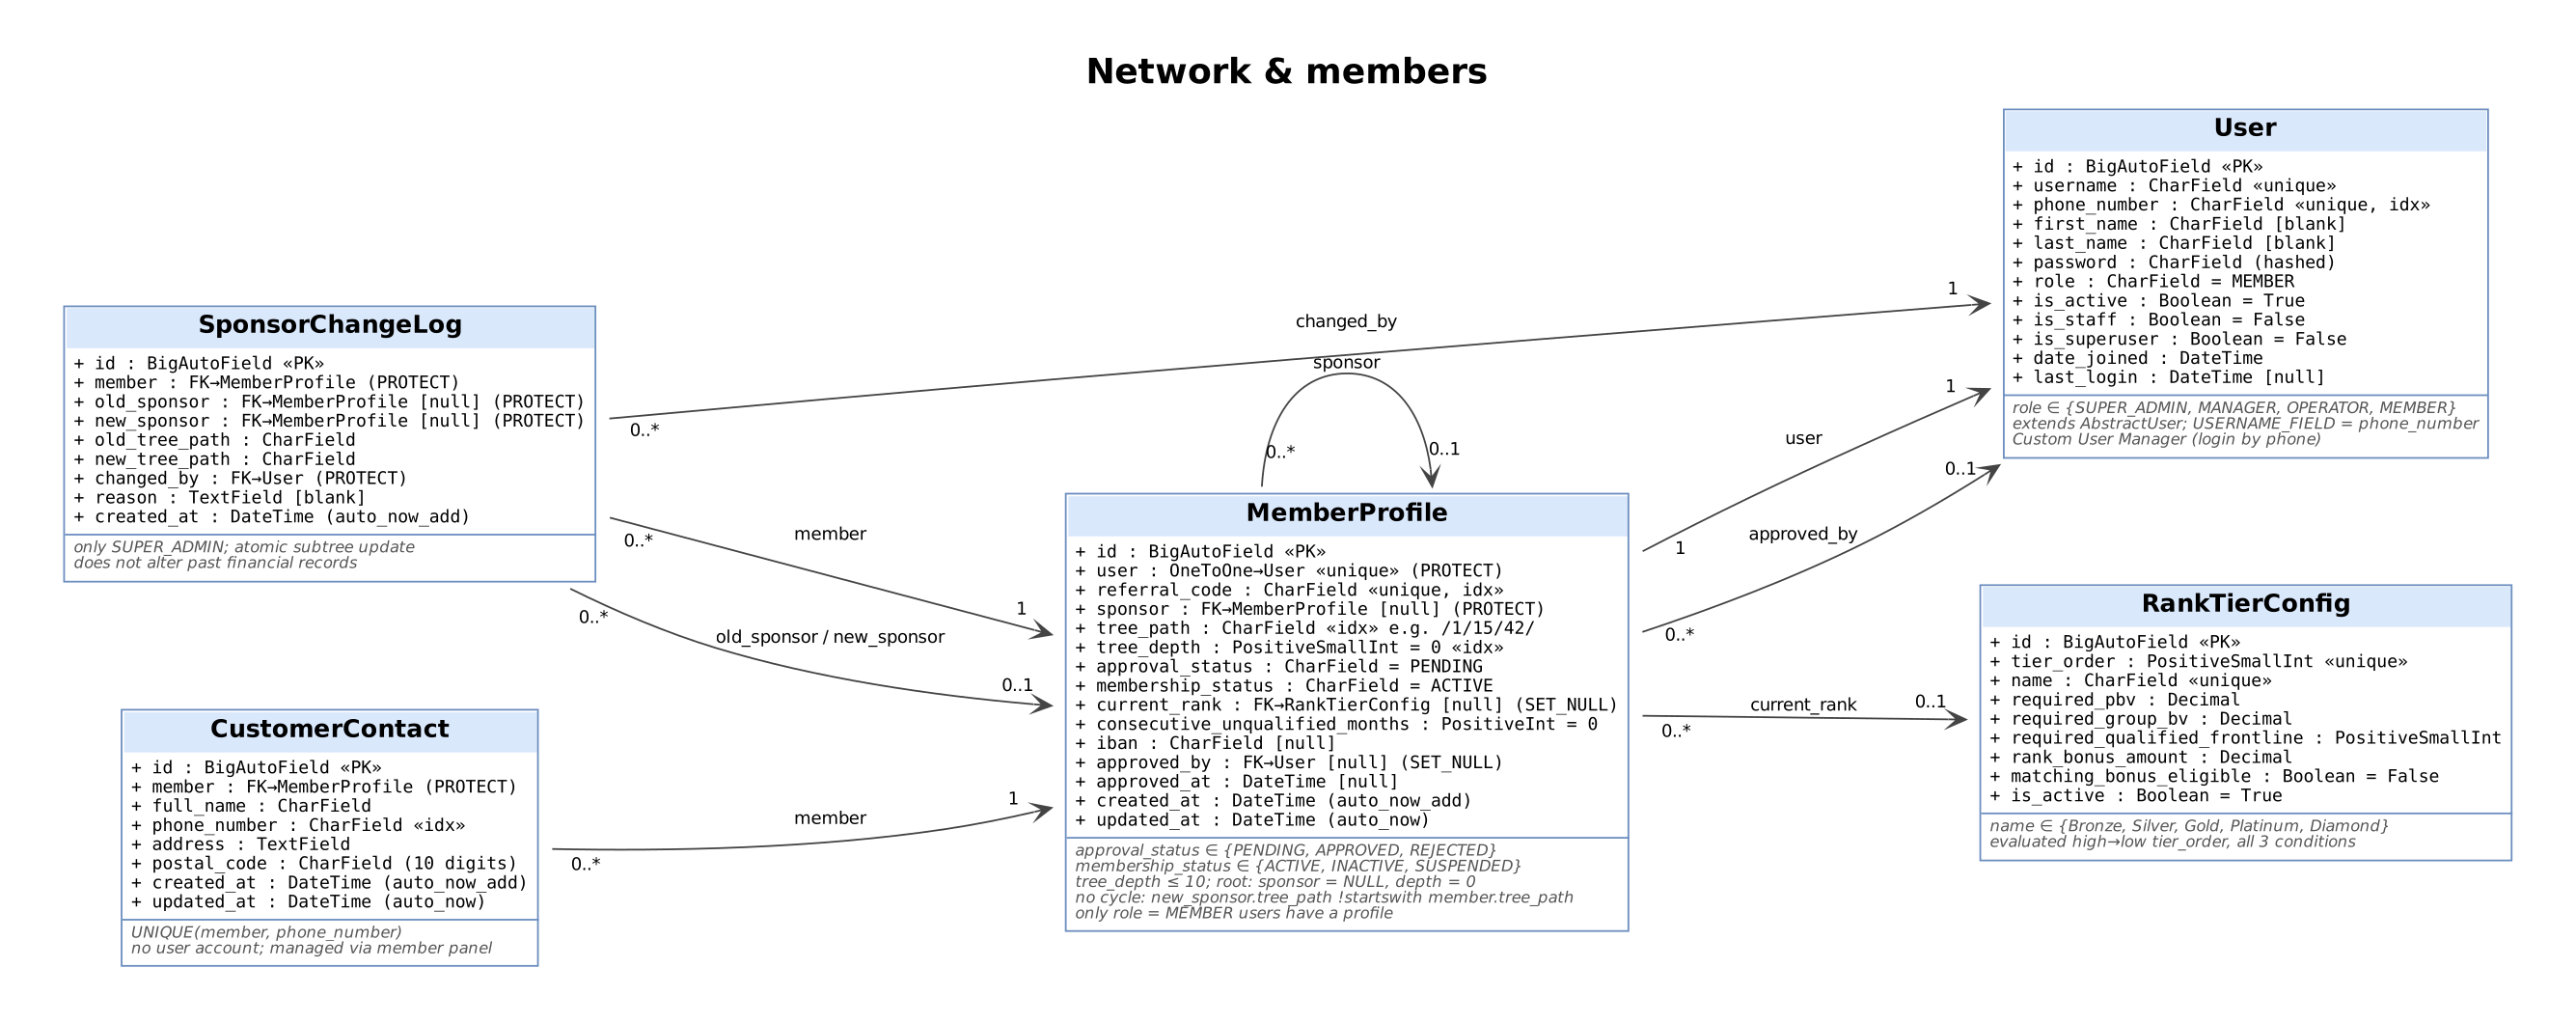 Network & members
User
+ id : BigAutoField «PK»
+ username : CharField «unique»
+ phone_number : CharField «unique, idx»
+ first_name : CharField [blank]
+ last_name : CharField [blank]
+ password : CharField (hashed)
+ role : CharField = MEMBER
+ is_active : Boolean = True
+ is_staff : Boolean = False
+ is_superuser : Boolean = False
+ date_joined : DateTime
+ last_login : DateTime [null]
role ∈ {SUPER_ADMIN, MANAGER, OPERATOR, MEMBER}
extends AbstractUser; USERNAME_FIELD = phone_number
Custom User Manager (login by phone)
SponsorChangeLog
+ id : BigAutoField «PK»
+ member : FK→MemberProfile (PROTECT)
+ old_sponsor : FK→MemberProfile [null] (PROTECT)
+ new_sponsor : FK→MemberProfile [null] (PROTECT)
+ old_tree_path : CharField
+ new_tree_path : CharField
+ changed_by : FK→User (PROTECT)
+ reason : TextField [blank]
+ created_at : DateTime (auto_now_add)
only SUPER_ADMIN; atomic subtree update
does not alter past financial records
changed_by
0..*
1
sponsor
0..*
0..1
user
1
1
approved_by
0..*
0..1
member
0..*
1
old_sponsor / new_sponsor
0..*
0..1
MemberProfile
+ id : BigAutoField «PK»
+ user : OneToOne→User «unique» (PROTECT)
+ referral_code : CharField «unique, idx»
+ sponsor : FK→MemberProfile [null] (PROTECT)
+ tree_path : CharField «idx» e.g. /1/15/42/
+ tree_depth : PositiveSmallInt = 0 «idx»
+ approval_status : CharField = PENDING
+ membership_status : CharField = ACTIVE
+ current_rank : FK→RankTierConfig [null] (SET_NULL)
+ consecutive_unqualified_months : PositiveInt = 0
+ iban : CharField [null]
+ approved_by : FK→User [null] (SET_NULL)
+ approved_at : DateTime [null]
+ created_at : DateTime (auto_now_add)
+ updated_at : DateTime (auto_now)
approval_status ∈ {PENDING, APPROVED, REJECTED}
membership_status ∈ {ACTIVE, INACTIVE, SUSPENDED}
tree_depth ≤ 10; root: sponsor = NULL, depth = 0
no cycle: new_sponsor.tree_path !startswith member.tree_path
only role = MEMBER users have a profile
current_rank
0..*
0..1
RankTierConfig
+ id : BigAutoField «PK»
+ tier_order : PositiveSmallInt «unique»
+ name : CharField «unique»
+ required_pbv : Decimal
+ required_group_bv : Decimal
+ required_qualified_frontline : PositiveSmallInt
+ rank_bonus_amount : Decimal
+ matching_bonus_eligible : Boolean = False
+ is_active : Boolean = True
name ∈ {Bronze, Silver, Gold, Platinum, Diamond}
evaluated high→low tier_order, all 3 conditions
CustomerContact
+ id : BigAutoField «PK»
+ member : FK→MemberProfile (PROTECT)
+ full_name : CharField
+ phone_number : CharField «idx»
+ address : TextField
+ postal_code : CharField (10 digits)
+ created_at : DateTime (auto_now_add)
+ updated_at : DateTime (auto_now)
UNIQUE(member, phone_number)
no user account; managed via member panel
member
0..*
1